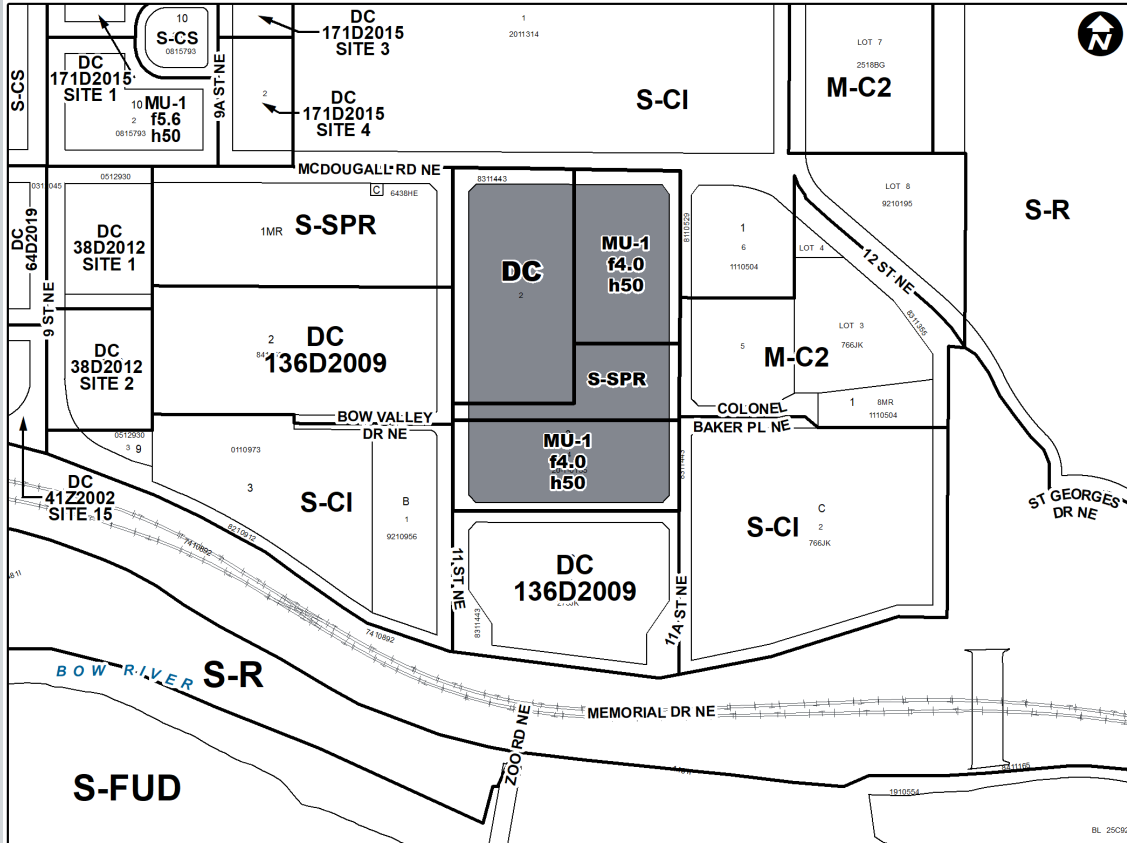 10
S-CS
0815793
DC
171D2015
SITE 3
1
2011314
LOT 7
2518BG
M-C2
N
S-CS
DC
171D2015
SITE 1
10
2
0815793
MU-1
f5.6
h50
9A ST NE
2
DC
171D2015
SITE 4
S-CI
MCDOUGALL RD NE
0512930
C
6438HE
8311443
LOT 8
9210195
S-R
DC
64D2019
9 ST NE
DC
38D2012
SITE 1
1MR
S-SPR
DC
2
MU-1
f4.0
h50
8110529
1
6
1110504
LOT 4
12 ST NE
8311355
DC
38D2012
SITE 2
2
DC
136D2009
S-SPR
5
M-C2
LOT 3
766JK
BOW VALLEY
DR NE
COLONEL
BAKER PL NE
1
8MR
1110504
0512930
3
9
0110973
MU-1
f4.0
h50
8311443
DC
41Z2002
SITE 15
3
S-CI
B
1
9210956
S-CI
C
2
766JK
ST GEORGES
DR NE
8210912
7410892
11 ST NE
DC
136D2009
11A ST NE
8311443
7410892
BOW RIVER
S-R
MEMORIAL DR NE
ZOO RD NE
S-FUD
8411165
1910554